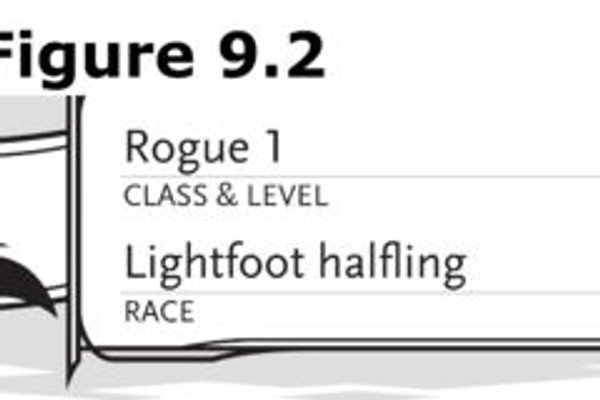 Figure 9.2
Rogue 1
CLASS & LEVEL
Lightfoot halfling
RACE